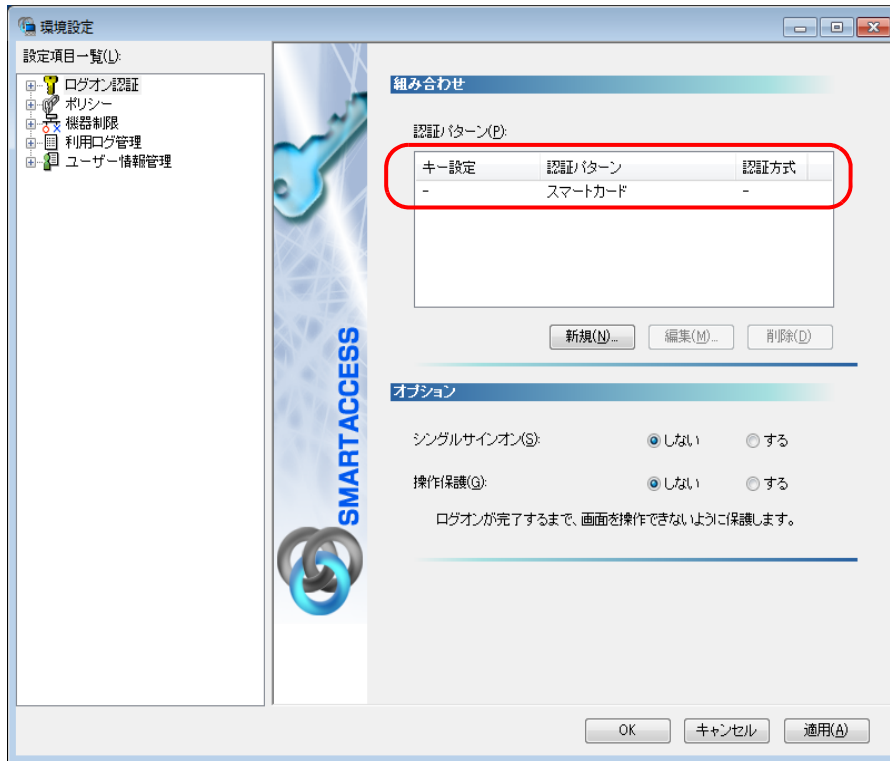 環境設定
設定項目一覧(L):
ログオン認証
ポリシー
機器制限
利用ログ管理
ユーザー情報管理
SMARTACCESS
組み合わせ
認証パターン(P):
キー設定 認証パターン 認証方式
- スマートカード -
新規(N)... 編集(M)... 削除(D)
オプション
シングルサインオン(S): しない する
操作保護(G): しない する
ログオンが完了するまで、画面を操作できないように保護します。
OK キャンセル 適用(A)